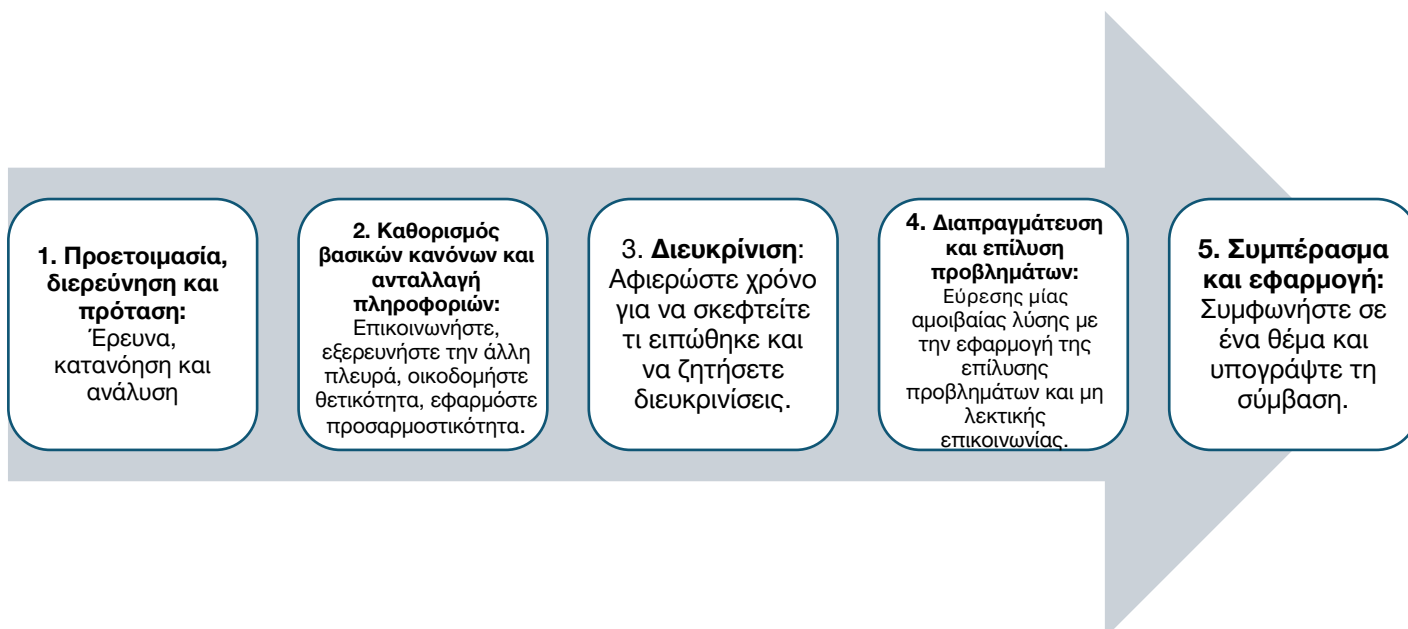 1. Προετοιμασία,
διερεύνηση και
πρόταση:
Έρευνα,
κατανόηση και
ανάλυση
2. Καθορισμός
βασικών κανόνων και
ανταλλαγή
πληροφοριών:
Επικοινωνήστε,
εξερευνήστε την άλλη
πλευρά, οικοδομήστε
θετικότητα, εφαρμόστε
προσαρμοστικότητα.
3. Διευκρίνιση:
Αφιερώστε χρόνο
για να σκεφτείτε
τι ειπώθηκε και
να ζητήσετε
διευκρινίσεις.
4. Διαπραγμάτευση
και επίλυση
προβλημάτων:
Εύρεσης μίας
αμοιβαίας λύσης με
την εφαρμογή της
επίλυσης
προβλημάτων και μη
λεκτικής
επικοινωνίας.
5. Συμπέρασμα
και εφαρμογή:
Συμφωνήστε σε
ένα θέμα και
υπογράψτε τη
σύμβαση.